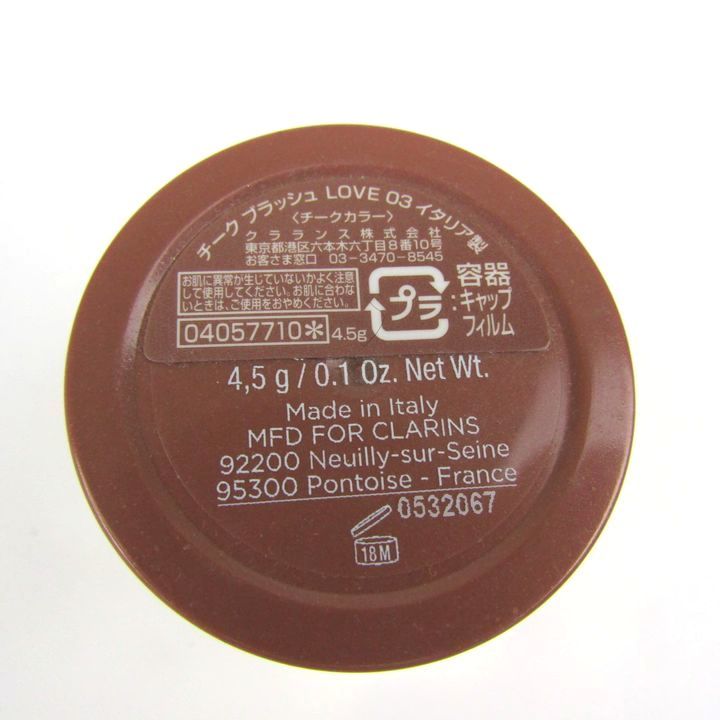 チーク ブラッシュ LOVE 03 イタリア製
〈チークカラー〉
クラランス株式会社
東京都港区六本木六丁目8番10号
お客さま窓口 03-3470-8545
お肌に異常が生じていないかよく注意
して使用してください。お肌に合わな
いときは、ご使用をおやめください。
04057710* 4.5g
プラ
容器
:キャップ
フィルム
4,5 g / 0.1 Oz. Net Wt.
Made in Italy
MFD FOR CLARINS
92200 Neuilly-sur-Seine
95300 Pontoise - France
0532067
18M